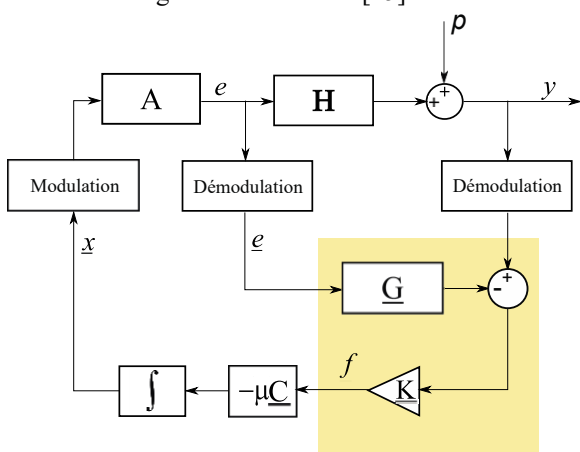 p
A
e
H
+
+
y
Modulation
Démodulation
Démodulation
x
e
G
+
-
f
K
-μC
∫